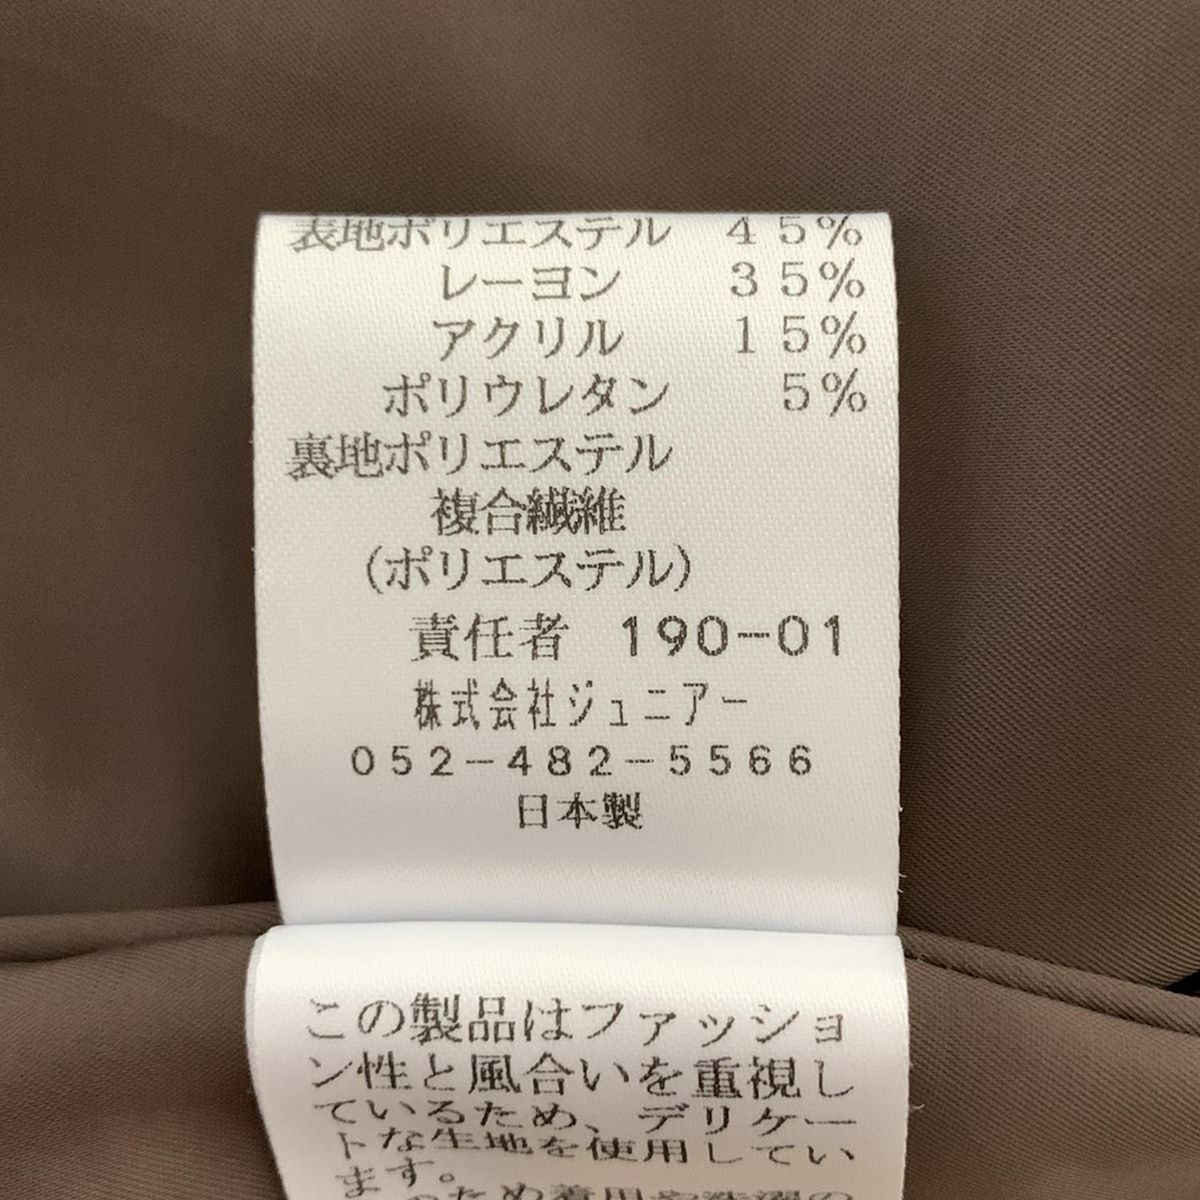 表地ポリエステル 45%
レーヨン 35%
アクリル 15%
ポリウレタン 5%
裏地ポリエステル
複合繊維
(ポリエステル)
責任者 190-01
株式会社ジュニアー
052-482-5566
日本製
この製品はファッショ
ン性と風合いを重視し
ているため、デリケー
トな生地を使用してい
ます。